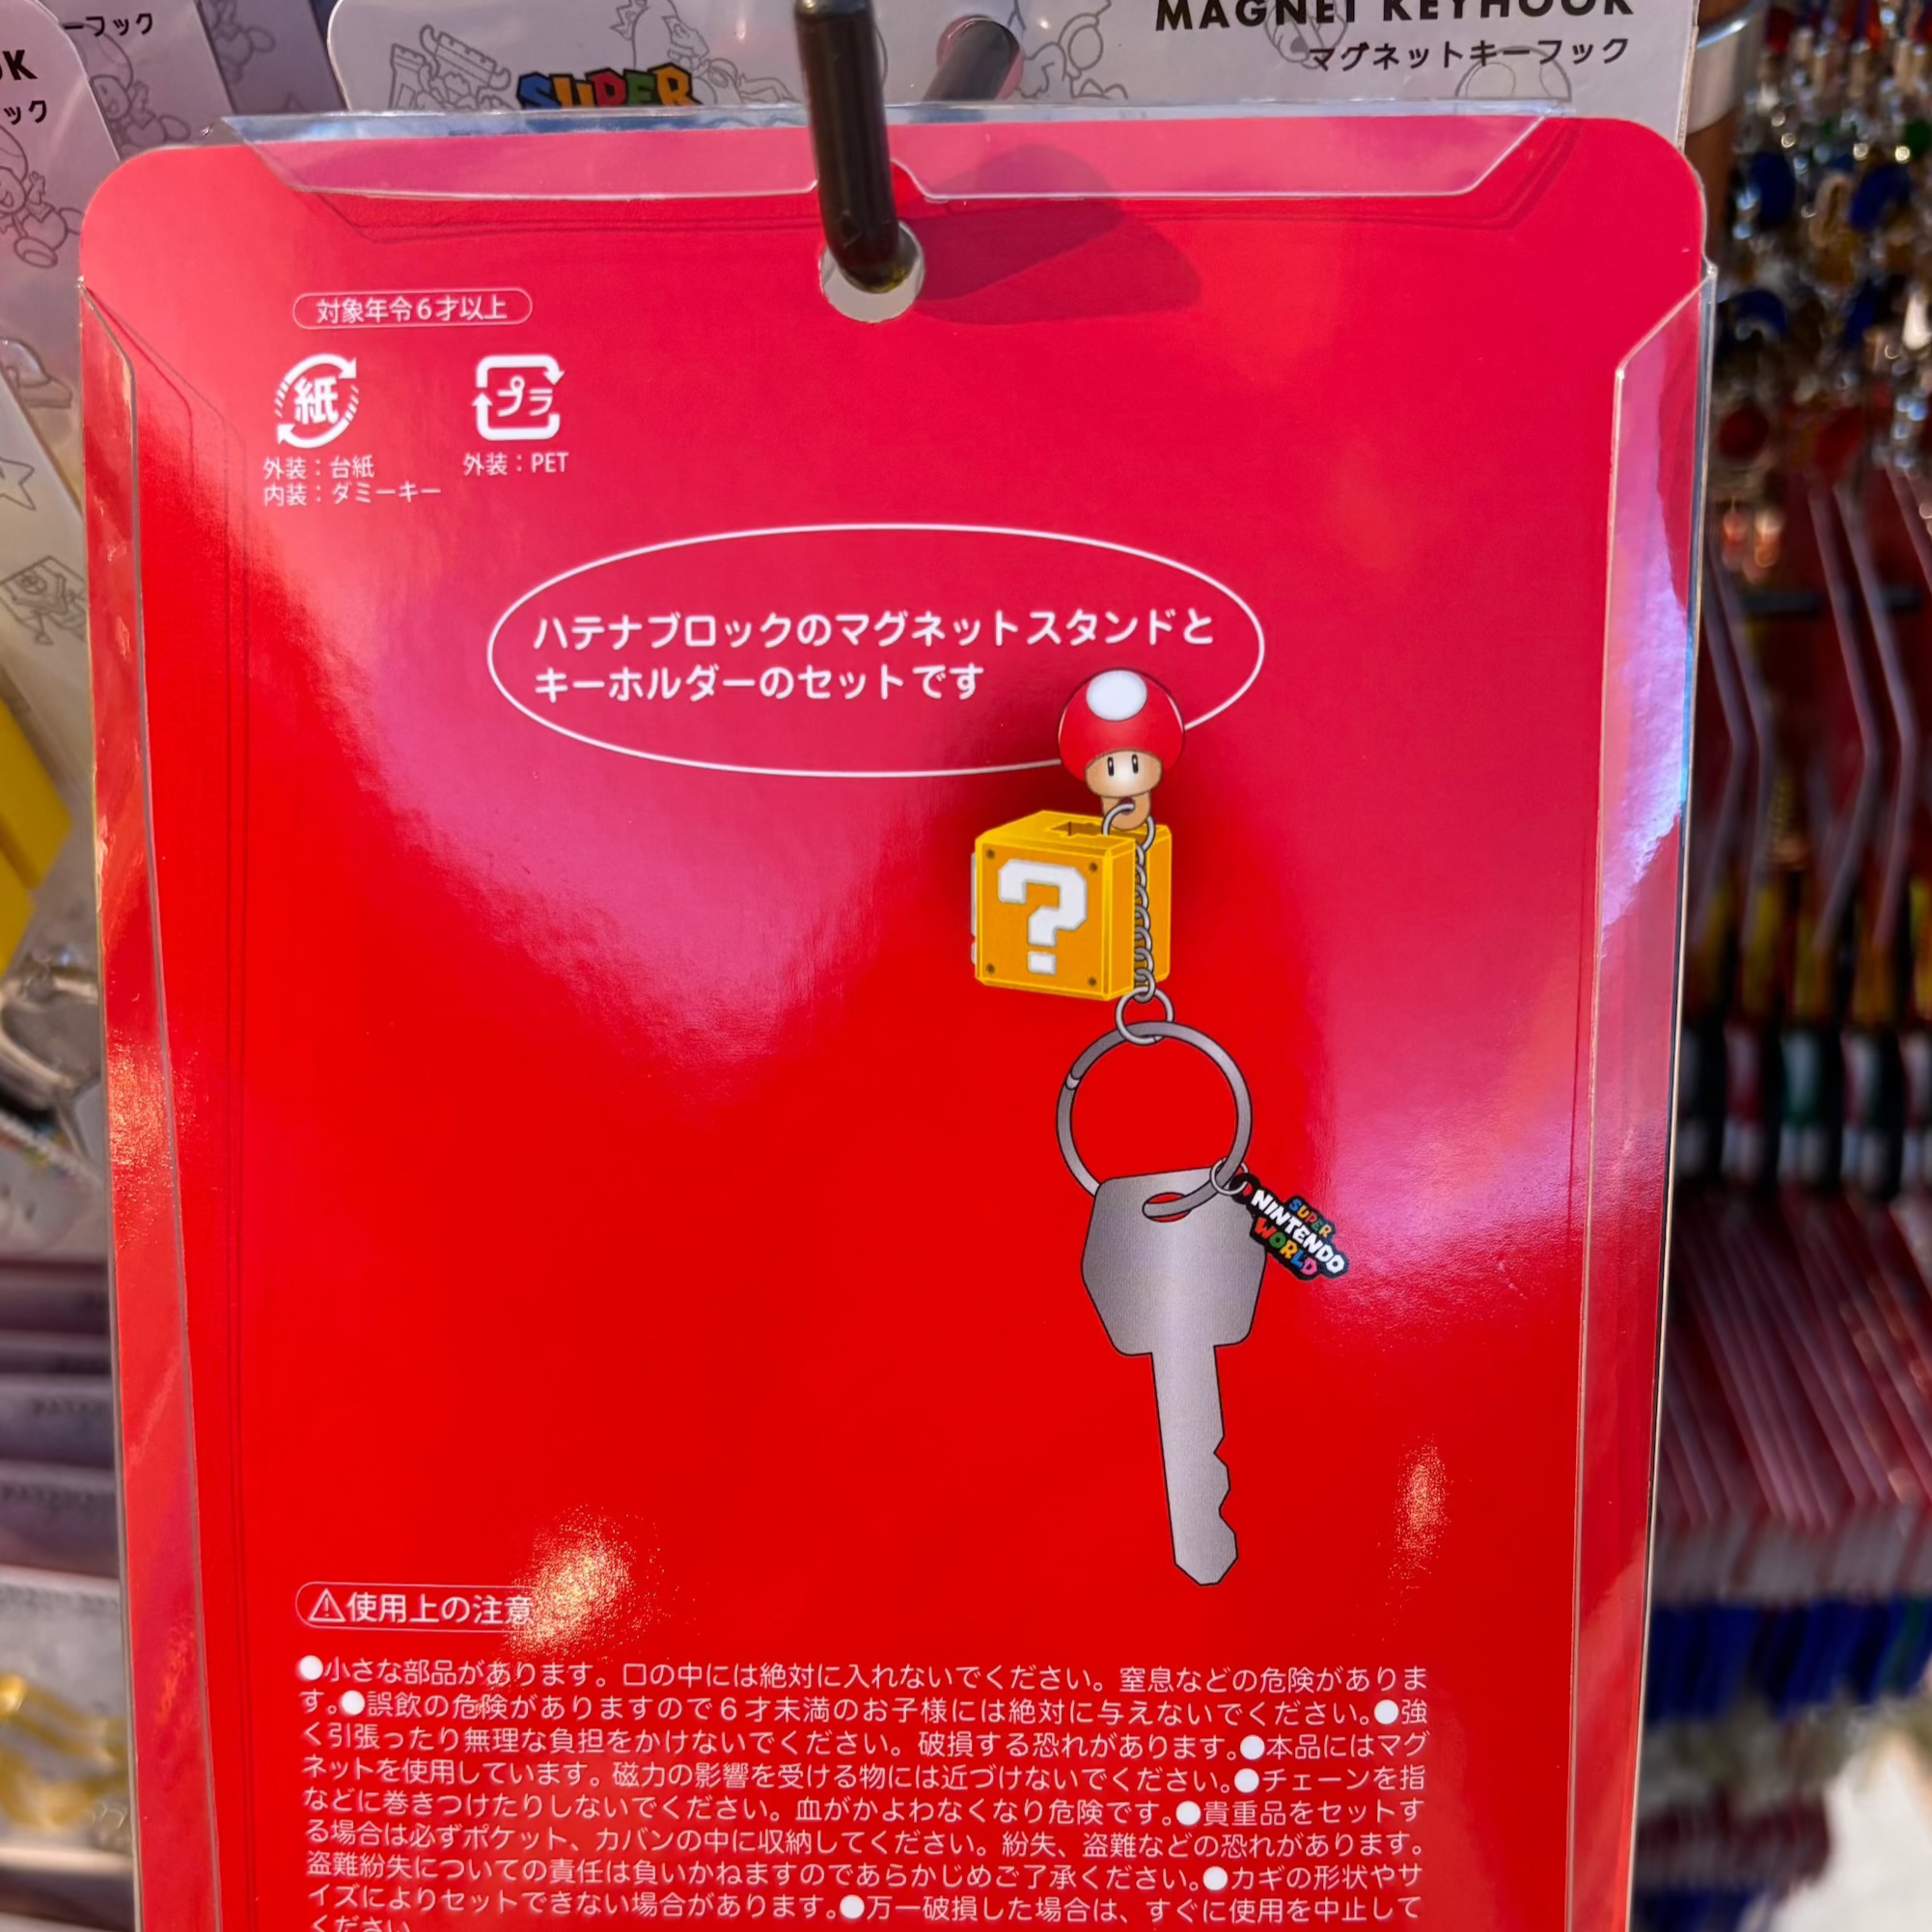 ーフック
MAGNET KEYHOOK
マグネットキーフック
OK
ック
SUPER
対象年令6才以上
紙
プラ
外装：台紙
内装：ダミーキー
外装：PET
ハテナブロックのマグネットスタンドと
キーホルダーのセットです
?
SUPER
NINTENDO
WORLD
⚠使用上の注意
●小さな部品があります。口の中には絶対に入れないでください。窒息などの危険がありま
す。●誤飲の危険がありますので6才未満のお子様には絶対に与えないでください。●強
く引張ったり無理な負担をかけないでください。破損する恐れがあります。●本品にはマグ
ネットを使用しています。磁力の影響を受ける物には近づけないでください。●チェーンを指
などに巻きつけたりしないでください。血がかよわなくなり危険です。●貴重品をセットす
る場合は必ずポケット、カバンの中に収納してください。紛失、盗難などの恐れがあります。
盗難紛失についての責任は負いかねますのであらかじめご了承ください。●カギの形状やサ
イズによりセットできない場合があります。●万一破損した場合は、すぐに使用を中止して
ください